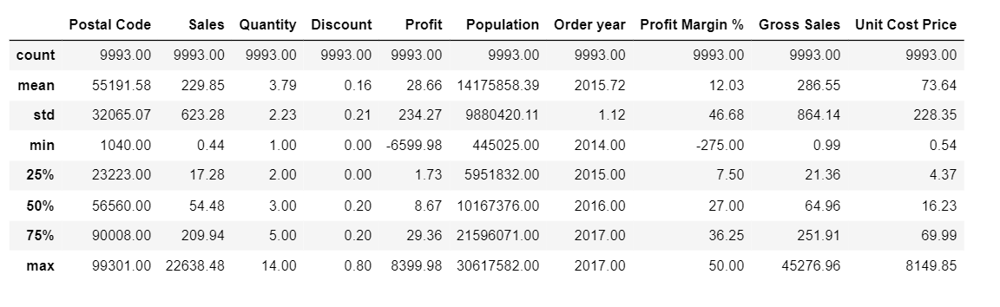 Postal Code Sales Quantity Discount Profit Population Order year Profit Margin % Gross Sales Unit Cost Price
count 9993.00 9993.00 9993.00 9993.00 9993.00 9993.00 9993.00 9993.00 9993.00 9993.00
mean 55191.58 229.85 3.79 0.16 28.66 14175858.39 2015.72 12.03 286.55 73.64
std 32065.07 623.28 2.23 0.21 234.27 9880420.11 1.12 46.68 864.14 228.35
min 1040.00 0.44 1.00 0.00 -6599.98 445025.00 2014.00 -275.00 0.99 0.54
25% 23223.00 17.28 2.00 0.00 1.73 5951832.00 2015.00 7.50 21.36 4.37
50% 56560.00 54.48 3.00 0.20 8.67 10167376.00 2016.00 27.00 64.96 16.23
75% 90008.00 209.94 5.00 0.20 29.36 21596071.00 2017.00 36.25 251.91 69.99
max 99301.00 22638.48 14.00 0.80 8399.98 30617582.00 2017.00 50.00 45276.96 8149.85